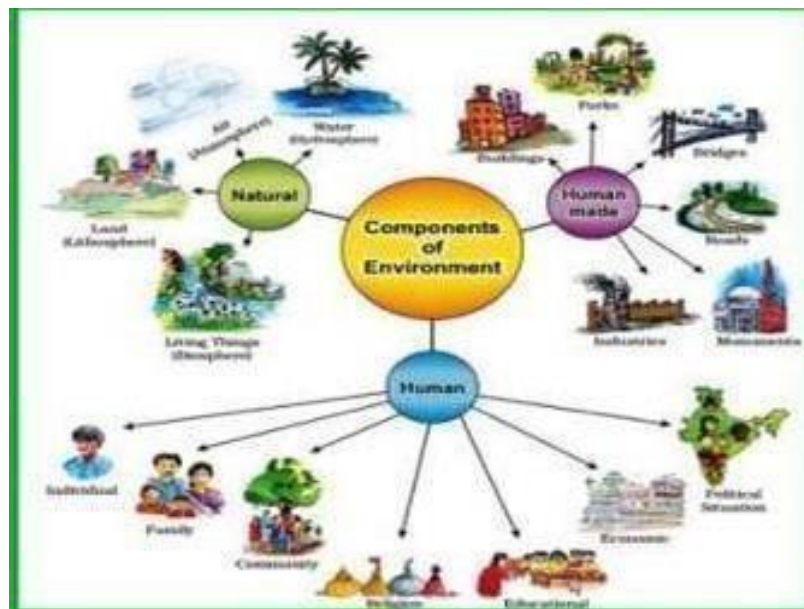 Components
of
Environment
Natural
Air
(Atmosphere)
Water
(Hydrosphere)
Land
(Lithosphere)
Living Things
(Biosphere)
Human
made
Buildings
Parks
Bridges
Roads
Monuments
Industries
Human
Individual
Family
Community
Religion
Educational
Economic
Political
Situation